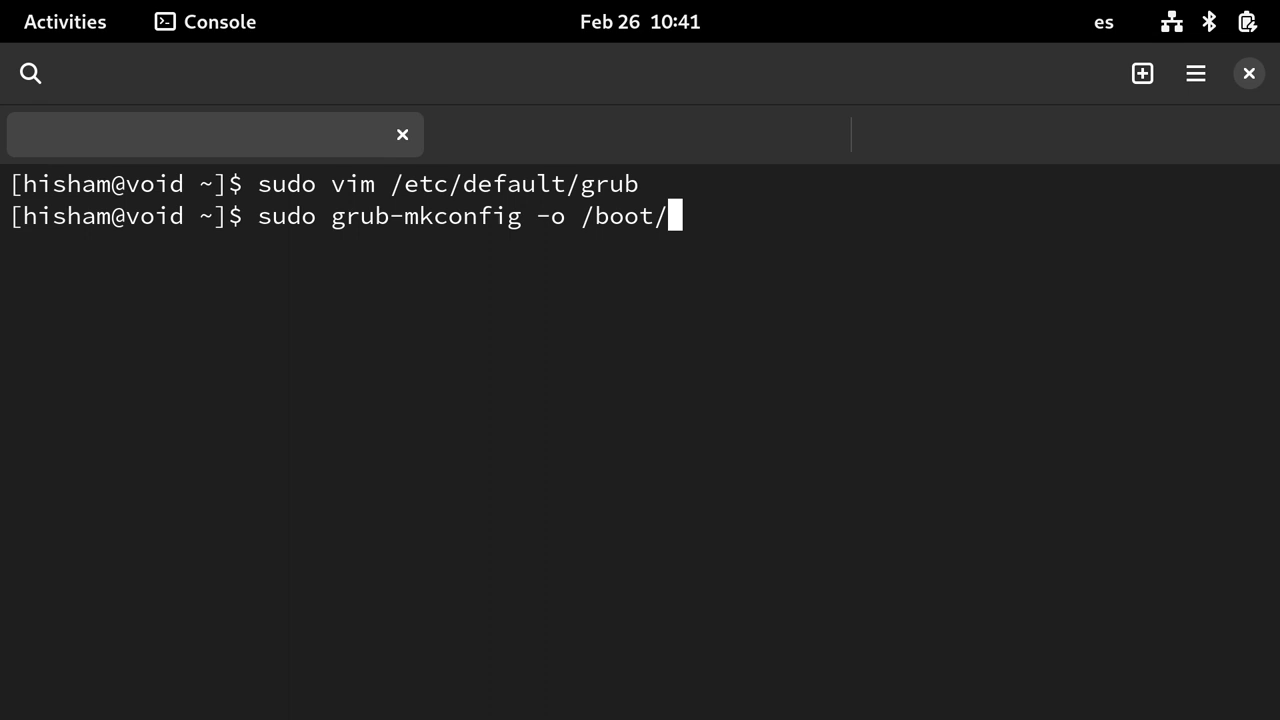 Activities Console Feb 26 10:41 es
[hisham@void ~]$ sudo vim /etc/default/grub
[hisham@void ~]$ sudo grub-mkconfig -o /boot/